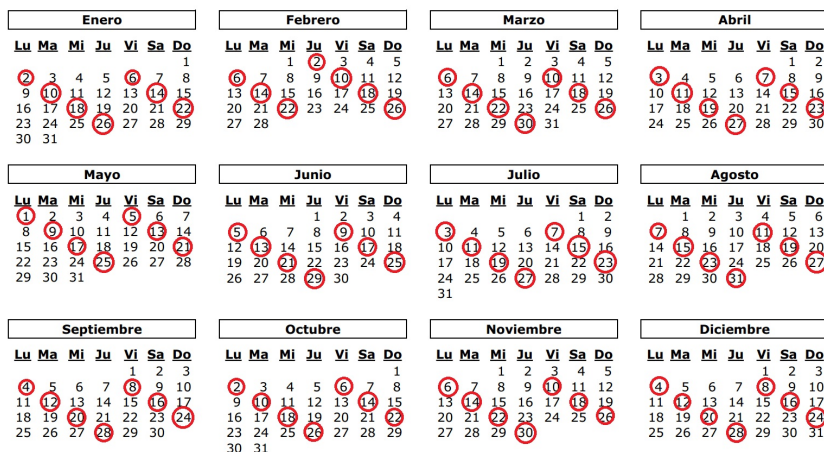 Enero
Lu Ma Mi Ju Vi Sa Do
1
2 3 4 5 6 7 8
9 10 11 12 13 14 15
16 17 18 19 20 21 22
23 24 25 26 27 28 29
30 31
Febrero
Lu Ma Mi Ju Vi Sa Do
1 2 3 4 5
6 7 8 9 10 11 12
13 14 15 16 17 18 19
20 21 22 23 24 25 26
27 28
Marzo
Lu Ma Mi Ju Vi Sa Do
1 2 3 4 5
6 7 8 9 10 11 12
13 14 15 16 17 18 19
20 21 22 23 24 25 26
27 28 29 30 31
Abril
Lu Ma Mi Ju Vi Sa Do
1 2
3 4 5 6 7 8 9
10 11 12 13 14 15 16
17 18 19 20 21 22 23
24 25 26 27 28 29 30
Mayo
Lu Ma Mi Ju Vi Sa Do
1 2 3 4 5 6 7
8 9 10 11 12 13 14
15 16 17 18 19 20 21
22 23 24 25 26 27 28
29 30 31
Junio
Lu Ma Mi Ju Vi Sa Do
1 2 3 4
5 6 7 8 9 10 11
12 13 14 15 16 17 18
19 20 21 22 23 24 25
26 27 28 29 30
Julio
Lu Ma Mi Ju Vi Sa Do
1 2
3 4 5 6 7 8 9
10 11 12 13 14 15 16
17 18 19 20 21 22 23
24 25 26 27 28 29 30
31
Agosto
Lu Ma Mi Ju Vi Sa Do
1 2 3 4 5 6
7 8 9 10 11 12 13
14 15 16 17 18 19 20
21 22 23 24 25 26 27
28 29 30 31
Septiembre
Lu Ma Mi Ju Vi Sa Do
1 2 3
4 5 6 7 8 9 10
11 12 13 14 15 16 17
18 19 20 21 22 23 24
25 26 27 28 29 30
Octubre
Lu Ma Mi Ju Vi Sa Do
1
2 3 4 5 6 7 8
9 10 11 12 13 14 15
16 17 18 19 20 21 22
23 24 25 26 27 28 29
30 31
Noviembre
Lu Ma Mi Ju Vi Sa Do
1 2 3 4 5
6 7 8 9 10 11 12
13 14 15 16 17 18 19
20 21 22 23 24 25 26
27 28 29 30
Diciembre
Lu Ma Mi Ju Vi Sa Do
1 2 3
4 5 6 7 8 9 10
11 12 13 14 15 16 17
18 19 20 21 22 23 24
25 26 27 28 29 30 31